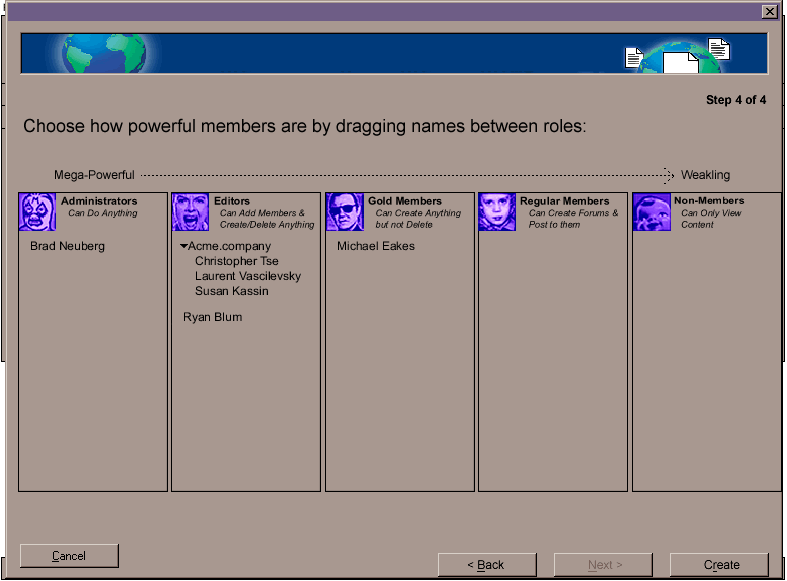 Step 4 of 4
Choose how powerful members are by dragging names between roles:
Mega-Powerful
Weakling
Administrators
Can Do Anything
Brad Neuberg
Editors
Can Add Members &
Create/Delete Anything
Acme.company
Christopher Tse
Laurent Vascilevsky
Susan Kassin
Ryan Blum
Gold Members
Can Create Anything
but not Delete
Michael Eakes
Regular Members
Can Create Forums &
Post to them
Non-Members
Can Only View
Content
Cancel
< Back
Next >
Create